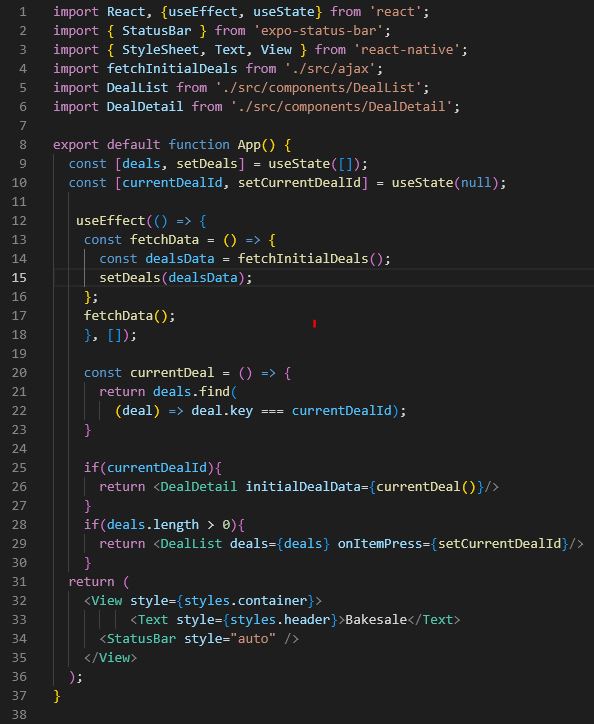 1 import React, {useEffect, useState} from 'react';
2 import { StatusBar } from 'expo-status-bar';
3 import { StyleSheet, Text, View } from 'react-native';
4 import fetchInitialDeals from './src/ajax';
5 import DealList from './src/components/DealList';
6 import DealDetail from './src/components/DealDetail';
7
8 export default function App() {
9   const [deals, setDeals] = useState([]);
10   const [currentDealId, setCurrentDealId] = useState(null);
11
12    useEffect(() => {
13     const fetchData = () => {
14       const dealsData = fetchInitialDeals();
15       setDeals(dealsData);
16     };
17     fetchData();
18     }, []);
19
20     const currentDeal = () => {
21       return deals.find(
22         (deal) => deal.key === currentDealId);
23     }
24
25     if(currentDealId){
26       return <DealDetail initialDealData={currentDeal()}/>
27     }
28     if(deals.length > 0){
29       return <DealList deals={deals} onItemPress={setCurrentDealId}/>
30     }
31   return (
32     <View style={styles.container}>
33           <Text style={styles.header}>Bakesale</Text>
34       <StatusBar style="auto" />
35     </View>
36   );
37 }
38